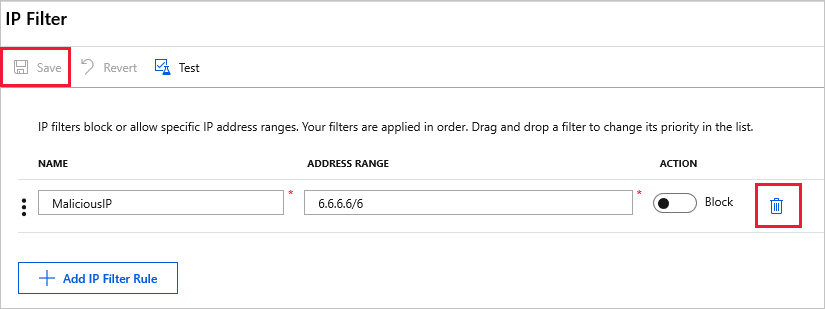 IP Filter
Save Revert Test
IP filters block or allow specific IP address ranges. Your filters are applied in order. Drag and drop a filter to change its priority in the list.
NAME ADDRESS RANGE ACTION
MaliciousIP * 6.6.6.6/6 * Block
Add IP Filter Rule